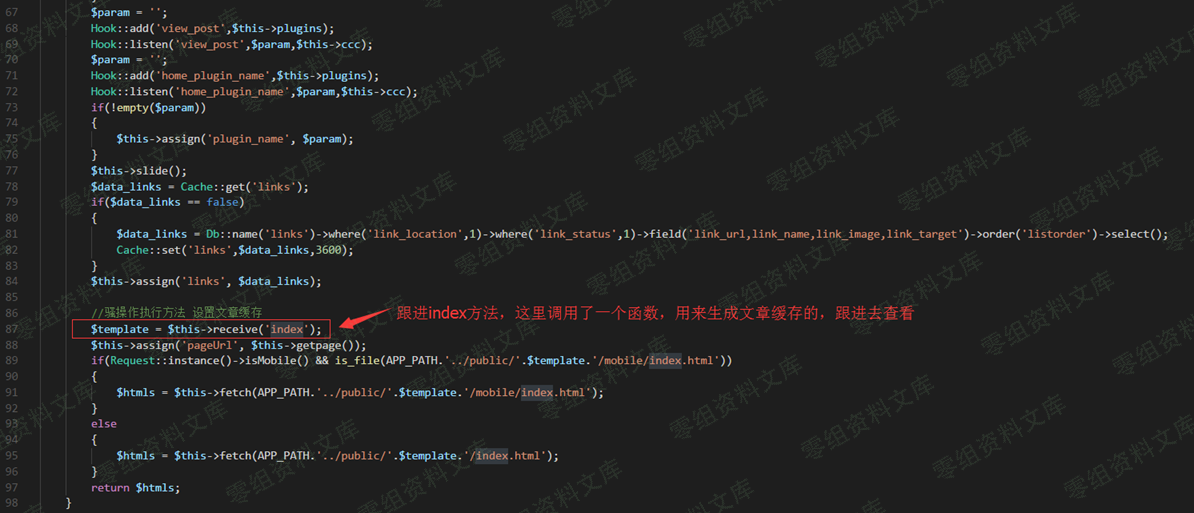 67
68 $param = '';
69 Hook::add('view_post',$this->plugins);
69 Hook::listen('view_post',$param,$this->ccc);
70 $param = '';
71 Hook::add('home_plugin_name',$this->plugins);
72 Hook::listen('home_plugin_name',$param,$this->ccc);
73 if(!empty($param))
74 {
75 $this->assign('plugin_name', $param);
76 }
77 $this->slide();
78 $data_links = Cache::get('links');
79 if($data_links == false)
80 {
81 $data_links = Db::name('links')->where('link_location',1)->where('link_status',1)->field('link_url,link_name,link_image,link_target')->order('listorder')->select();
82 Cache::set('links',$data_links,3600);
83 }
84 $this->assign('links', $data_links);
85
86 //骚操作执行方法 设置文章缓存
87 $template = $this->receive('index'); 跟进index方法，这里调用了一个函数，用来生成文章缓存的，跟进去查看
88 $this->assign('pageUrl', $this->getpage());
89 if(Request::instance()->isMobile() && is_file(APP_PATH.'../public/'.$template.'/mobile/index.html'))
90 {
91 $htmls = $this->fetch(APP_PATH.'../public/'.$template.'/mobile/index.html');
92 }
93 else
94 {
95 $htmls = $this->fetch(APP_PATH.'../public/'.$template.'/index.html');
96 }
97 return $htmls;
98 }
零组资料文库